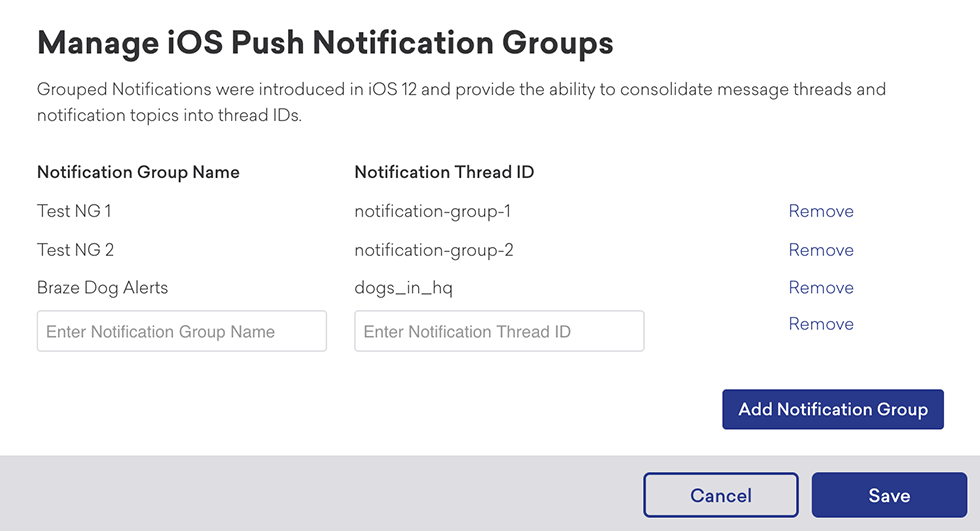 Manage iOS Push Notification Groups
Grouped Notifications were introduced in iOS 12 and provide the ability to consolidate message threads and
notification topics into thread IDs.
Notification Group Name Notification Thread ID
Test NG 1 notification-group-1 Remove
Test NG 2 notification-group-2 Remove
Braze Dog Alerts dogs_in_hq Remove
Enter Notification Group Name Enter Notification Thread ID Remove
Add Notification Group
Cancel Save